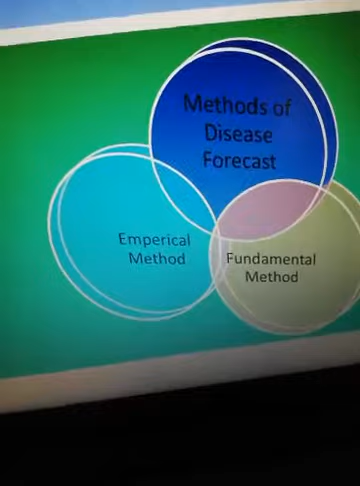 Methods of
Disease
Forecast
Emperical
Method
Fundamental
Method